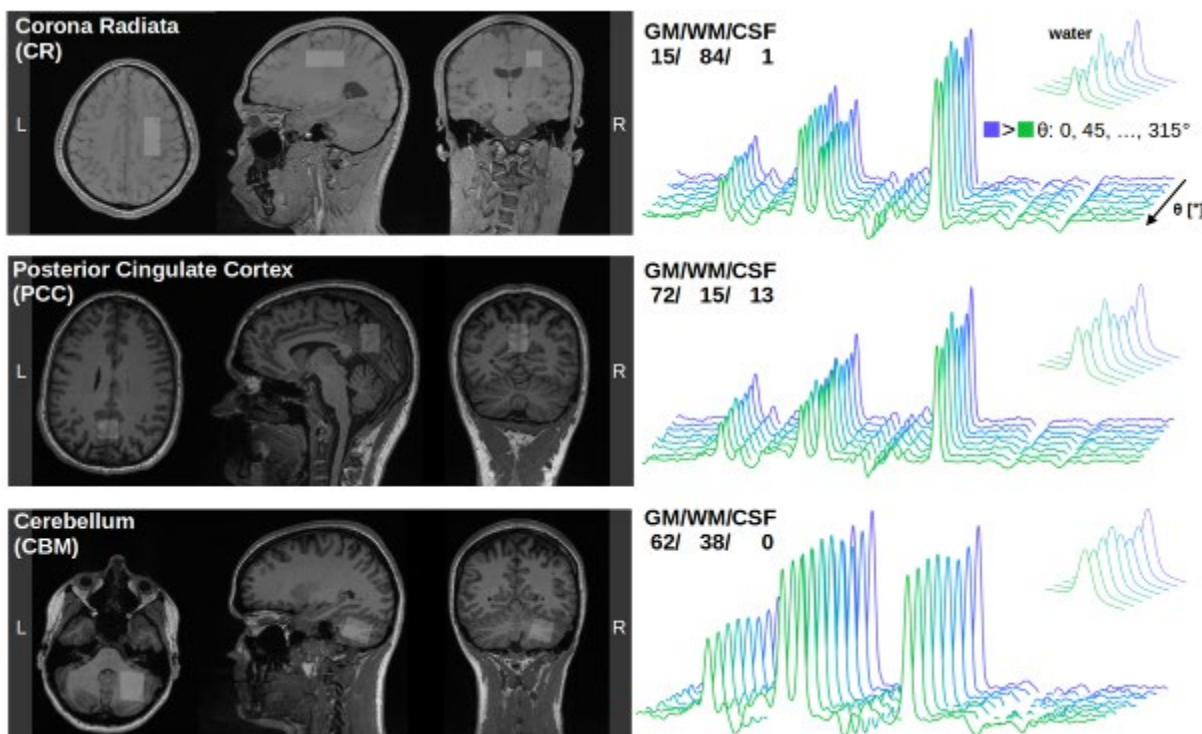 Corona Radiata
(CR)
L
R
GM/WM/CSF
15/ 84/ 1
water
> θ: 0, 45, ..., 315°
θ [°]
Posterior Cingulate Cortex
(PCC)
L
R
GM/WM/CSF
72/ 15/ 13
Cerebellum
(CBM)
L
R
GM/WM/CSF
62/ 38/ 0